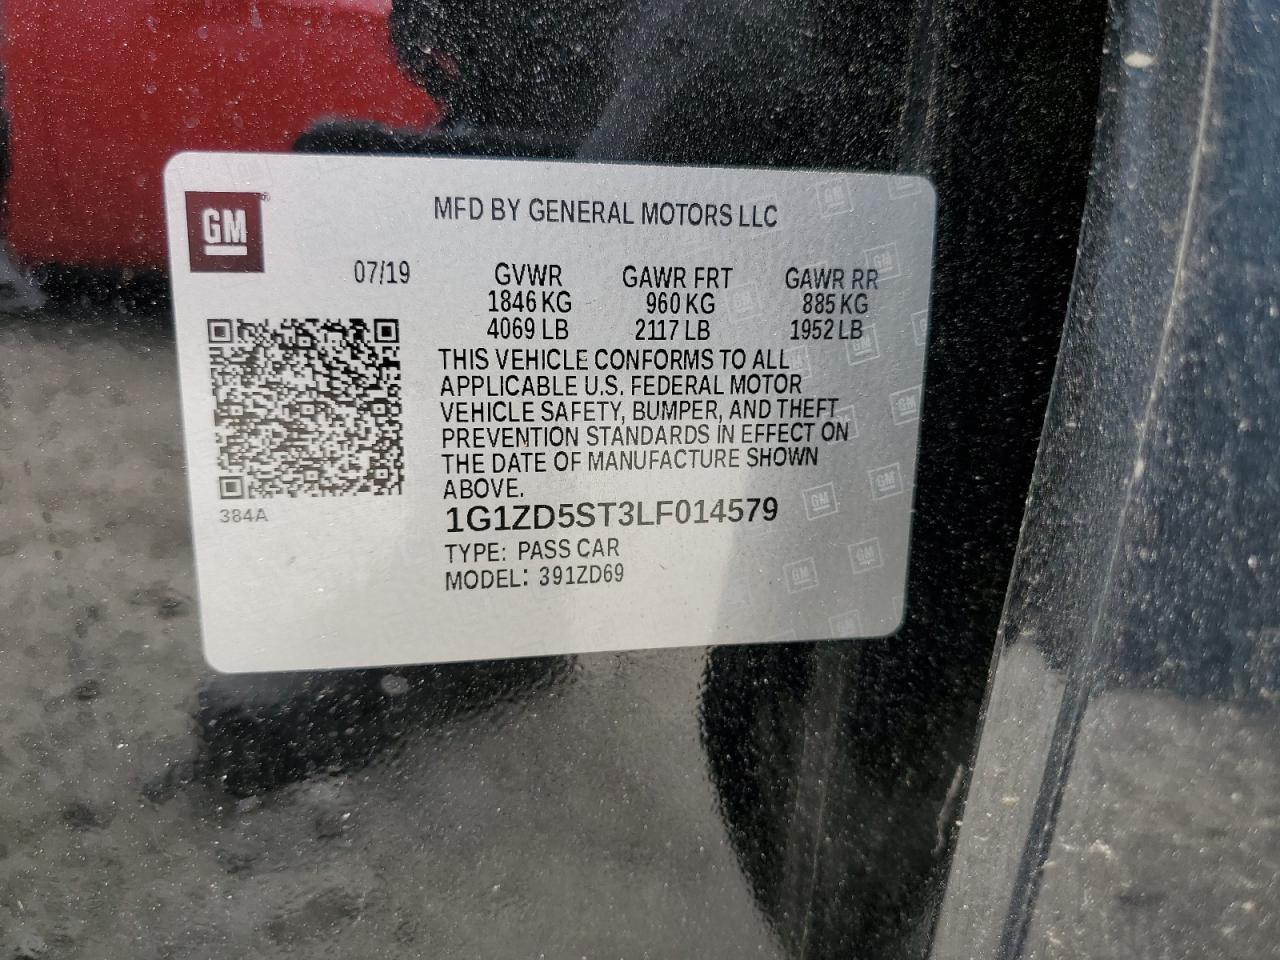 GM
MFD BY GENERAL MOTORS LLC
07/19 GVWR GAWR FRT GAWR RR
1846 KG 960 KG 885 KG
4069 LB 2117 LB 1952 LB
THIS VEHICLE CONFORMS TO ALL
APPLICABLE U.S. FEDERAL MOTOR
VEHICLE SAFETY, BUMPER, AND THEFT
PREVENTION STANDARDS IN EFFECT ON
THE DATE OF MANUFACTURE SHOWN
ABOVE.
384A
1G1ZD5ST3LF014579
TYPE: PASS CAR
MODEL: 391ZD69